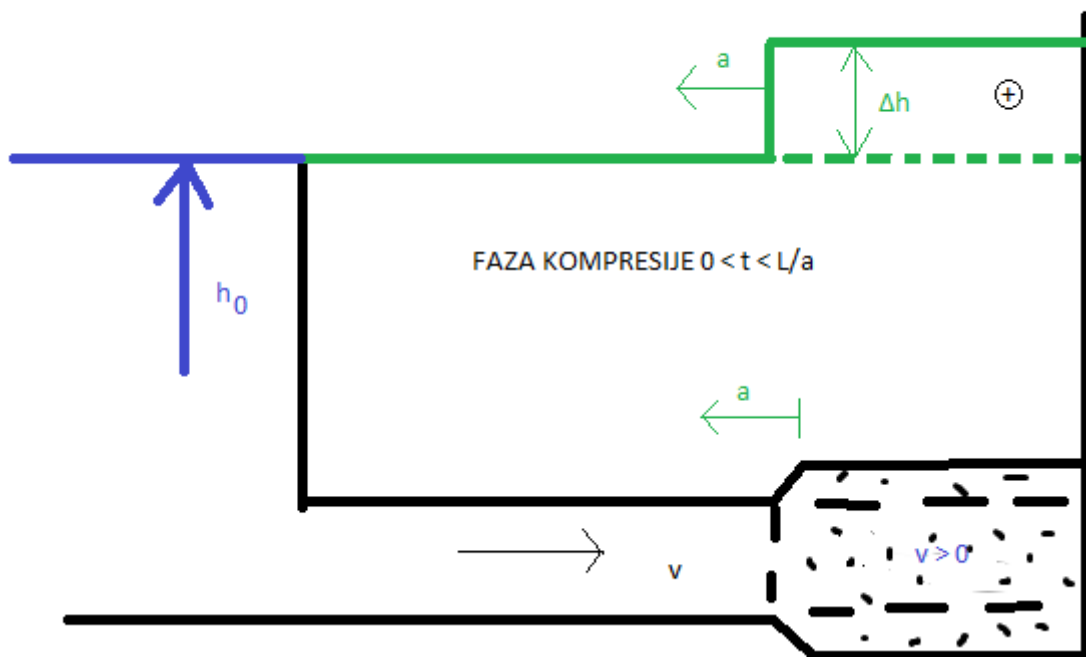 a
Δh
+
FAZA KOMPRESIJE 0 < t < L/a
h₀
a
v > 0
v